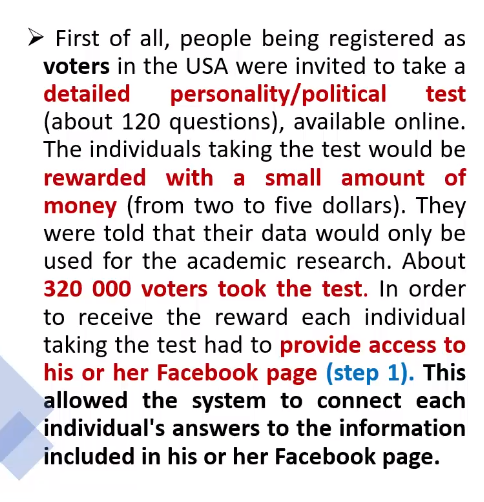 ➢ First of all, people being registered as
voters in the USA were invited to take a
detailed personality/political test
(about 120 questions), available online.
The individuals taking the test would be
rewarded with a small amount of
money (from two to five dollars). They
were told that their data would only be
used for the academic research. About
320 000 voters took the test. In order
to receive the reward each individual
taking the test had to provide access to
his or her Facebook page (step 1). This
allowed the system to connect each
individual's answers to the information
included in his or her Facebook page.